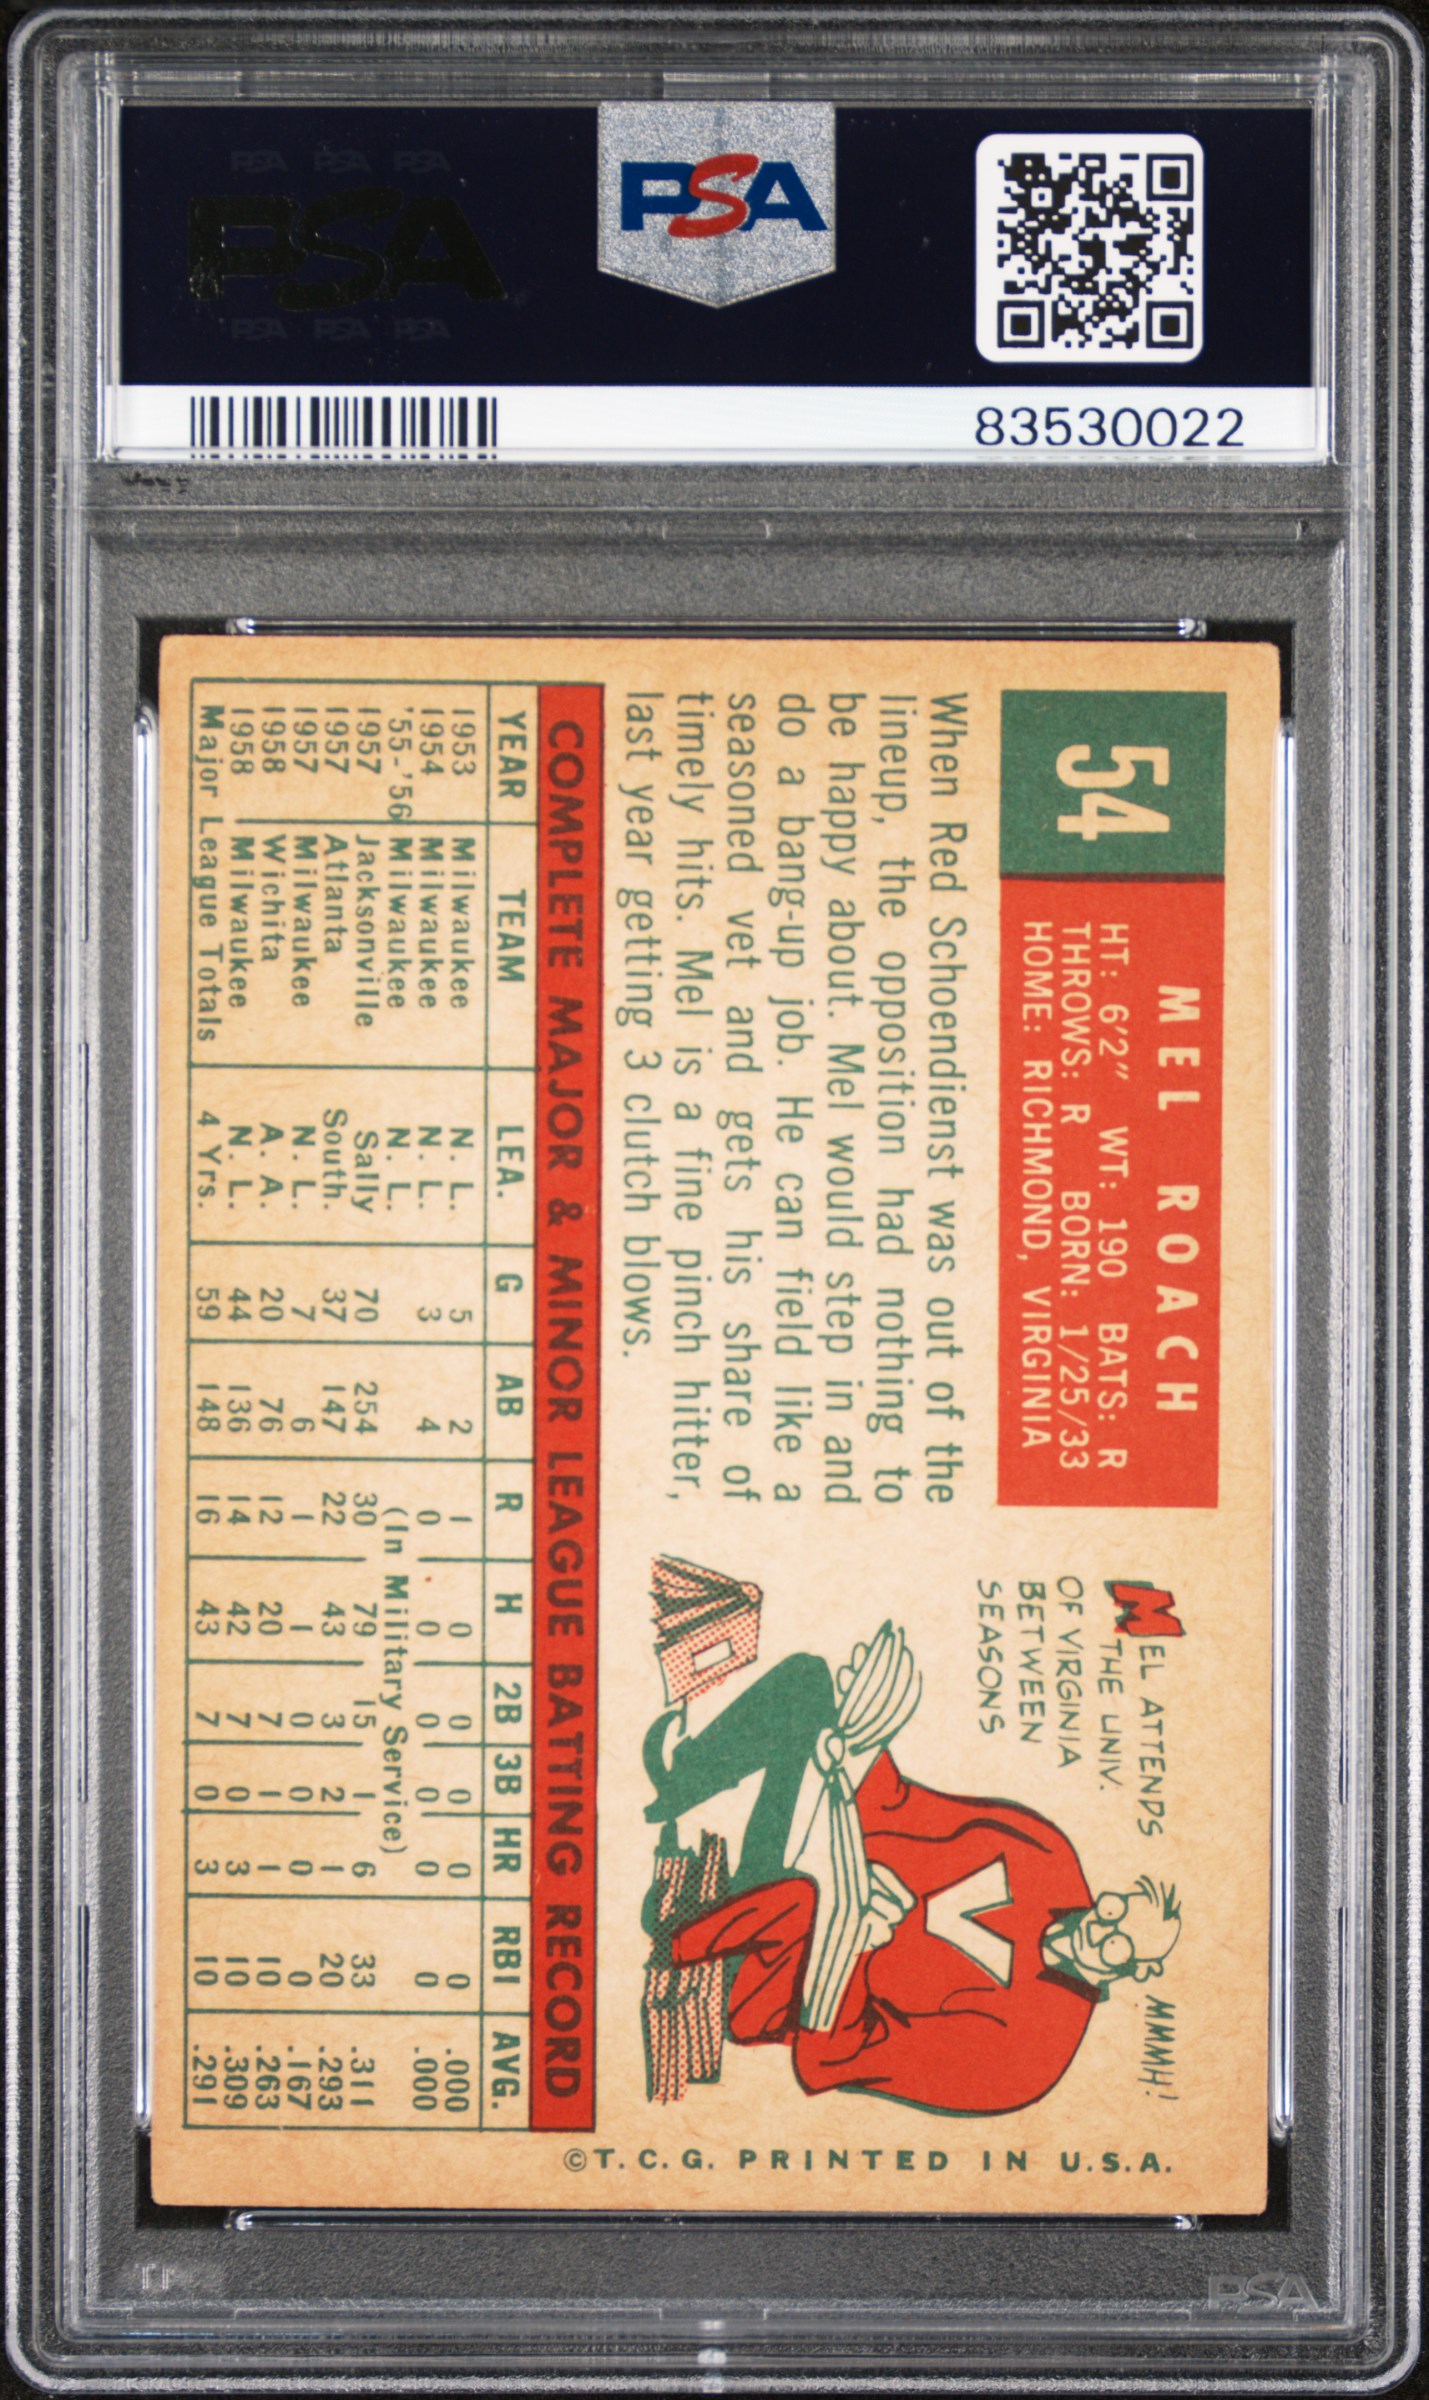 PSA PSA PSA
PSA
PSA PSA PSA
PSA
83530022
54
MEL ROACH
HT: 6'2" WT: 190 BATS: R
THROWS: R BORN: 1/25/33
HOME: RICHMOND, VIRGINIA
When Red Schoendienst was out of the
lineup, the opposition had nothing to
be happy about. Mel would step in and
do a bang-up job. He can field like a
seasoned vet and gets his share of
timely hits. Mel is a fine pinch hitter,
last year getting 3 clutch blows.
MEL ATTENDS
THE UNIV.
OF VIRGINIA
BETWEEN
SEASONS
MMMH!
V
COMPLETE MAJOR & MINOR LEAGUE BATTING RECORD
YEAR TEAM LEA. G AB R H 2B 3B HR RBI AVG.
1953 Milwaukee N. L. 5 2 1 0 0 0 0 0 .000
1954 Milwaukee N. L. 3 4 0 0 0 0 0 0 .000
'55-'56 Milwaukee N. L. (In Military Service)
1957 Jacksonville Sally 70 254 30 79 15 1 6 33 .311
1957 Atlanta South. 37 147 22 43 3 2 1 20 .293
1957 Milwaukee N. L. 7 6 1 1 0 0 0 0 .167
1958 Wichita A. A. 20 76 12 20 7 1 1 10 .263
1958 Milwaukee N. L. 44 136 14 42 7 0 3 10 .309
Major League Totals 4 Yrs. 59 148 16 43 7 0 3 10 .291
©T.C.G. PRINTED IN U.S.A.
PSA